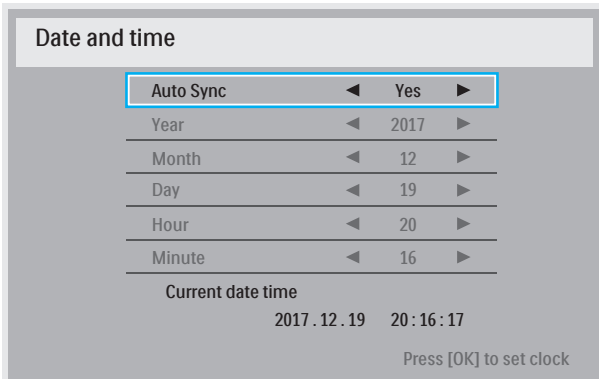 Date and time
Auto Sync ◄ Yes ►
Year ◄ 2017 ►
Month ◄ 12 ►
Day ◄ 19 ►
Hour ◄ 20 ►
Minute ◄ 16 ►
Current date time
2017 . 12 . 19 20 : 16 : 17
Press [OK] to set clock